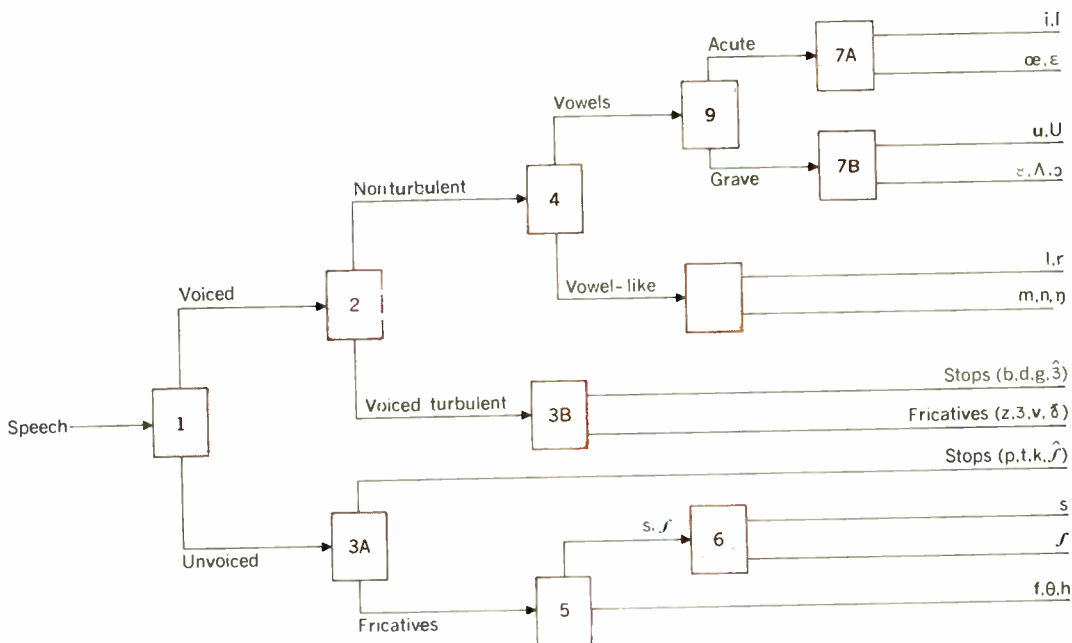 i,I
Acute
7A
œ,ε
Vowels
9
u,U
7B
Grave
Λ,ɔ
Nonturbulent
4
l,r
Vowel-like
m,n,ŋ
Voiced
2
Stops (b,d,g,ʒ̂)
Voiced turbulent
3B
Fricatives (z,ʒ,v,ð)
Speech
1
Stops (p,t,k,ʃ̂)
s
s,ʃ
6
3A
ʃ
Unvoiced
f,θ,h
5
Fricatives